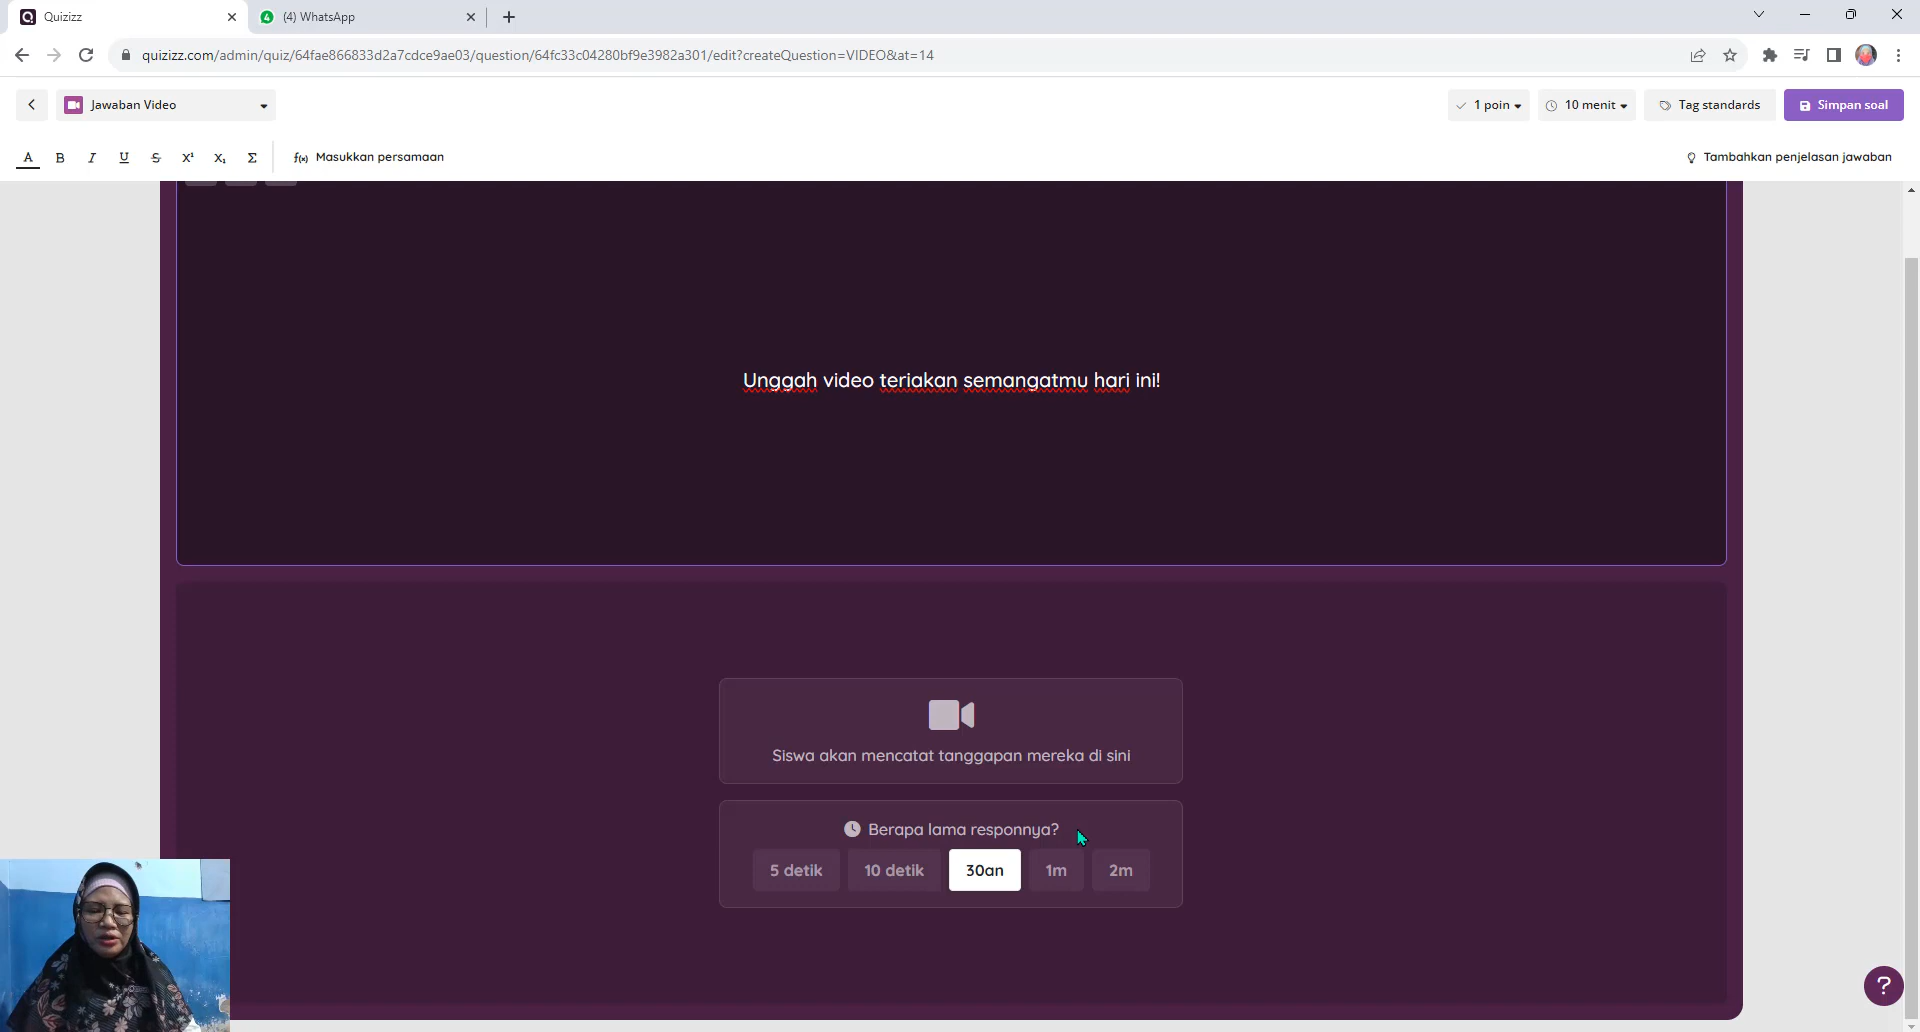 Quizizz
(4) WhatsApp
quizizz.com/admin/quiz/64fae866833d2a7cdce9ae03/question/64fc33c04280bf9e3982a301/edit?createQuestion=VIDEO&at=14
Jawaban Video
1 poin
10 menit
Tag standards
Simpan soal
A B I U S X¹ X₁ Σ
f(x) Masukkan persamaan
Tambahkan penjelasan jawaban
Unggah video teriakan semangatmu hari ini!
Siswa akan mencatat tanggapan mereka di sini
Berapa lama responnya?
5 detik
10 detik
30an
1m
2m
?